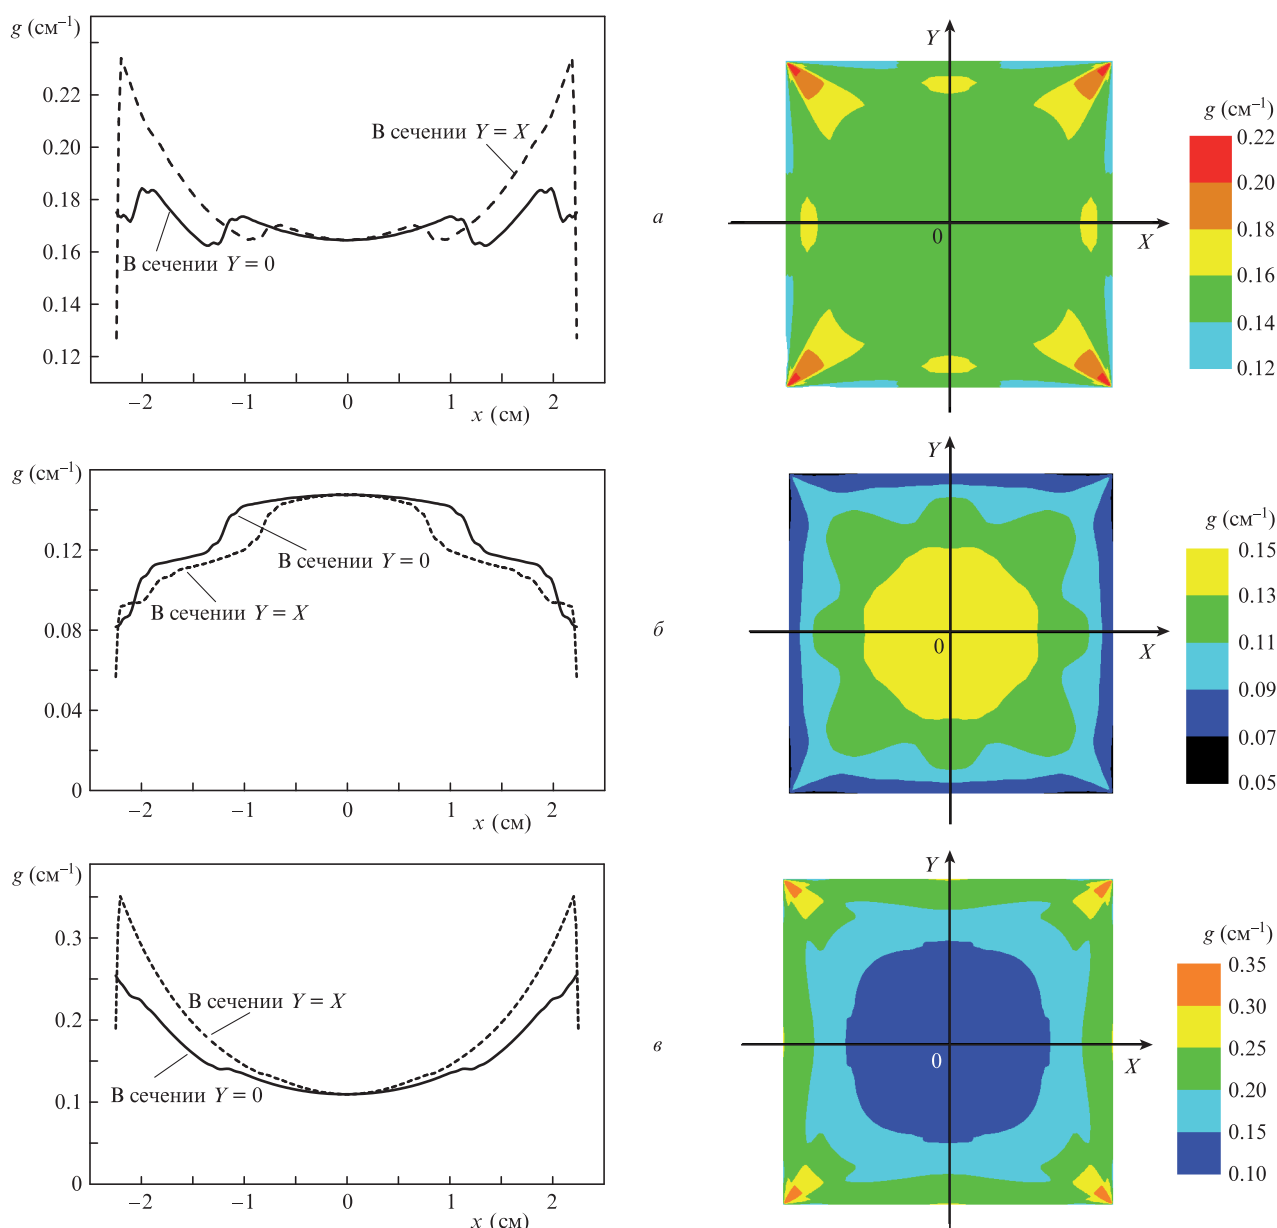 g (см⁻¹)
0.22
0.20
0.18
0.16
0.14
0.12
В сечении Y = X
В сечении Y = 0
−2
−1
0
1
2
x (см)
а
Y
X
0
g (см⁻¹)
0.22
0.20
0.18
0.16
0.14
0.12
g (см⁻¹)
0.12
0.08
0.04
0
В сечении Y = 0
В сечении Y = X
−2
−1
0
1
2
x (см)
б
Y
X
0
g (см⁻¹)
0.15
0.13
0.11
0.09
0.07
0.05
g (см⁻¹)
0.3
0.2
0.1
0
В сечении Y = X
В сечении Y = 0
−2
−1
0
1
2
x (см)
в
Y
X
0
g (см⁻¹)
0.35
0.30
0.25
0.20
0.15
0.10